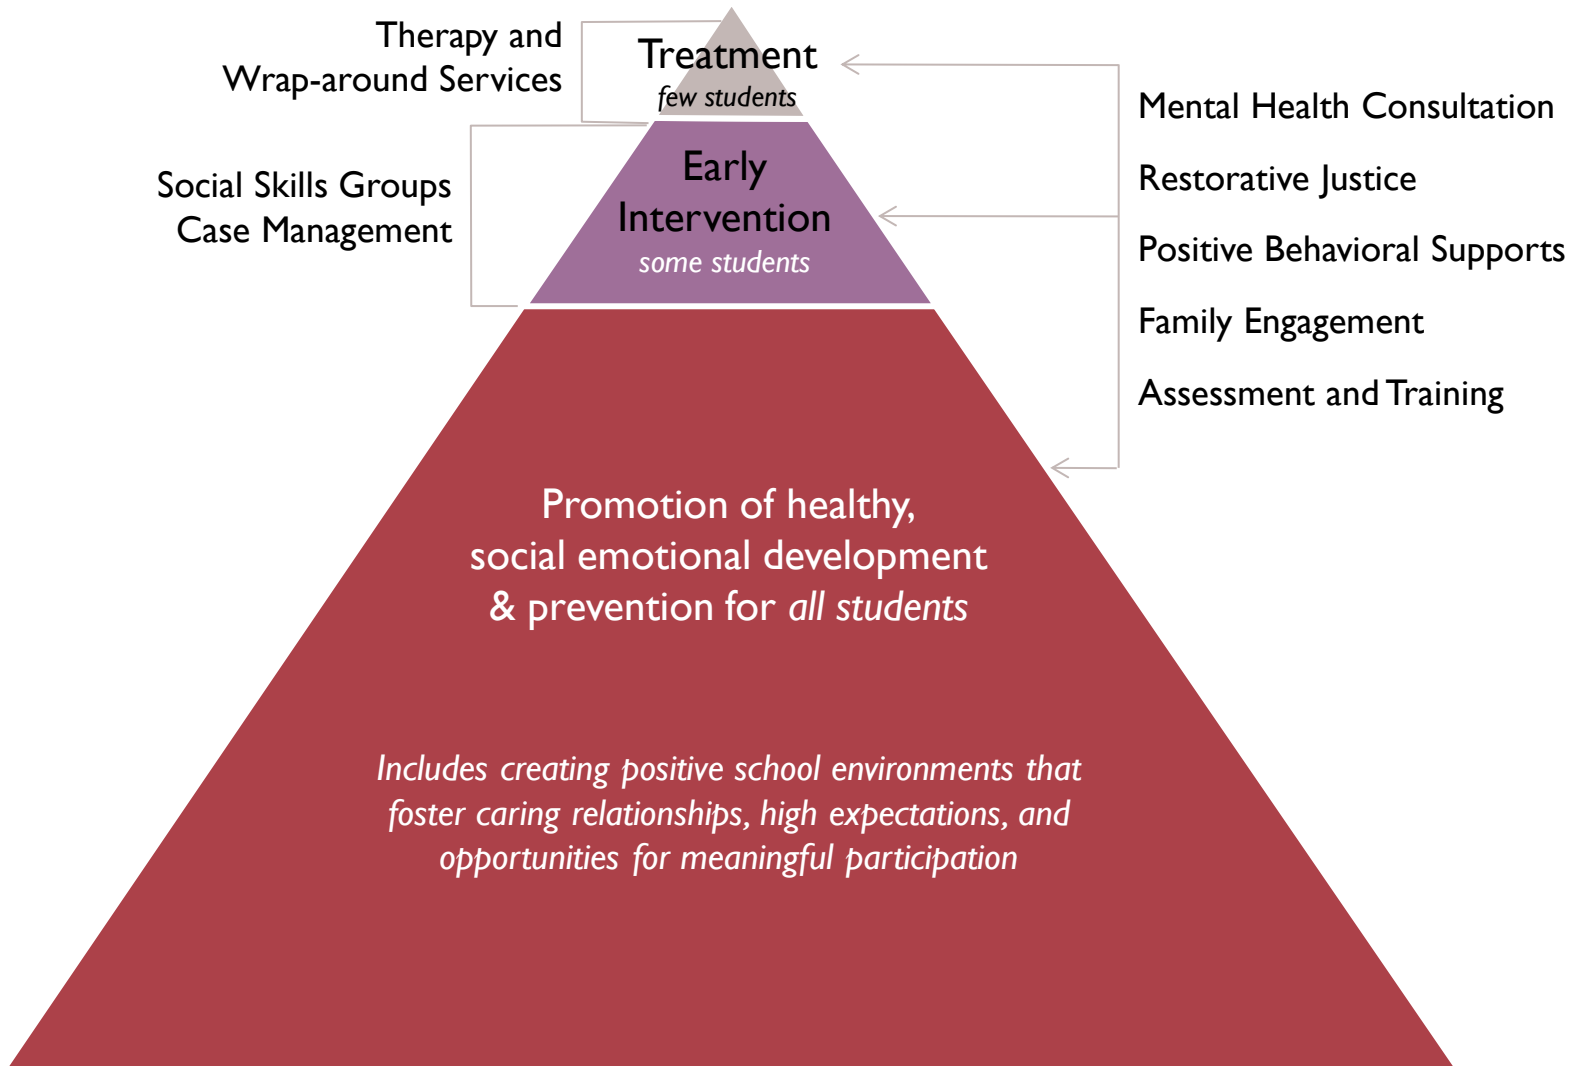 Therapy and
Wrap-around Services
Treatment
few students
Social Skills Groups
Case Management
Early
Intervention
some students
Mental Health Consultation
Restorative Justice
Positive Behavioral Supports
Family Engagement
Assessment and Training
Promotion of healthy,
social emotional development
& prevention for all students
Includes creating positive school environments that
foster caring relationships, high expectations, and
opportunities for meaningful participation